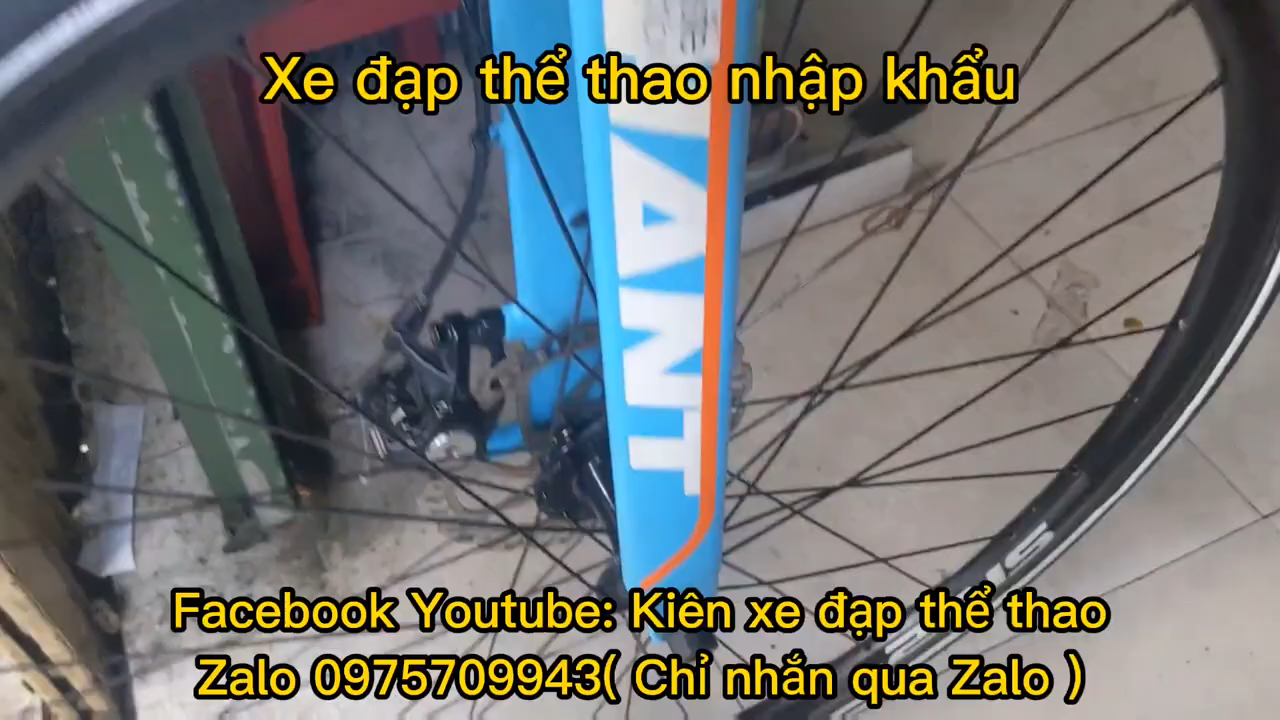 Xe đạp thể thao nhập khẩu
ANT
Facebook Youtube: Kiên xe đạp thể thao
Zalo 0975709943( Chỉ nhắn qua Zalo )